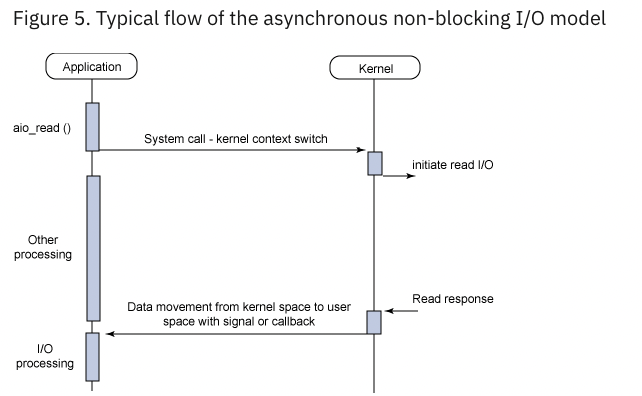 Figure 5. Typical flow of the asynchronous non-blocking I/O model
Application
Kernel
aio_read ()
System call - kernel context switch
initiate read I/O
Other
processing
Read response
Data movement from kernel space to user
space with signal or callback
I/O
processing